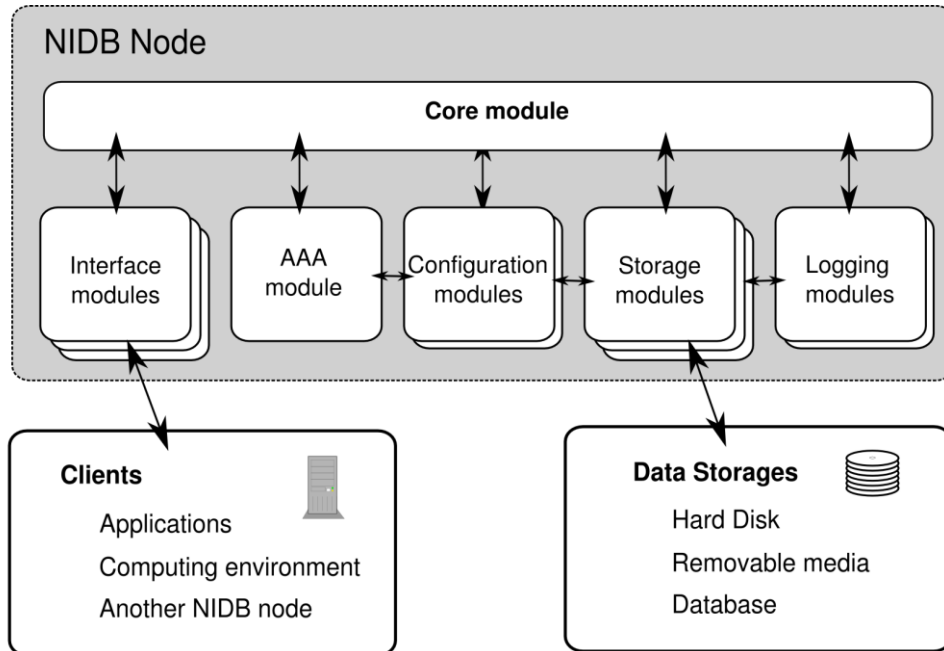 NIDB Node
Core module
Interface
modules
AAA
module
Configuration
modules
Storage
modules
Logging
modules
Clients
Applications
Computing environment
Another NIDB node
Data Storages
Hard Disk
Removable media
Database